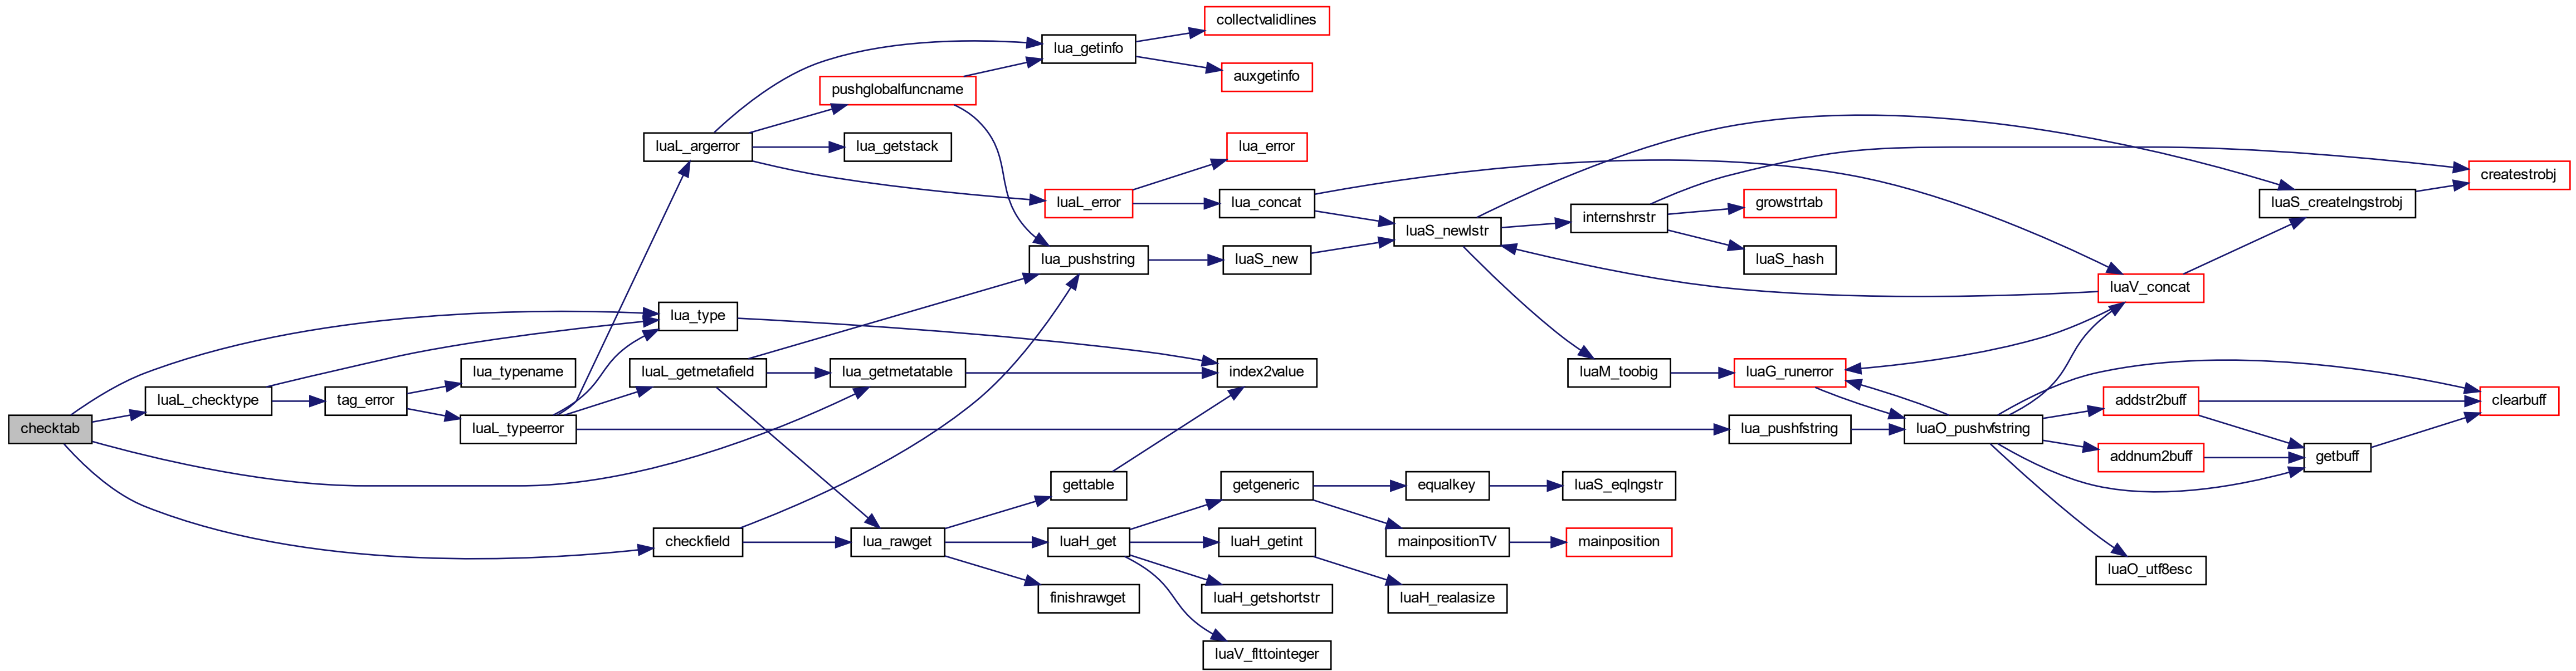 checktab
luaL_checktype
tag_error
lua_typename
luaL_typeerror
luaL_argerror
lua_type
luaL_getmetafield
checkfield
pushglobalfuncname
lua_getstack
lua_getmetatable
lua_rawget
lua_getinfo
luaL_error
lua_pushstring
gettable
luaH_get
finishrawget
collectvalidlines
auxgetinfo
lua_error
lua_concat
luaS_new
index2value
getgeneric
luaH_getint
luaH_getshortstr
luaV_flttointeger
luaS_newlstr
equalkey
mainpositionTV
luaH_realasize
internshrstr
luaM_toobig
luaS_eqlngstr
mainposition
growstrtab
luaS_hash
luaG_runerror
lua_pushfstring
luaO_pushvfstring
luaV_concat
addstr2buff
addnum2buff
luaO_utf8esc
luaS_createlngstrobj
getbuff
createstrobj
clearbuff